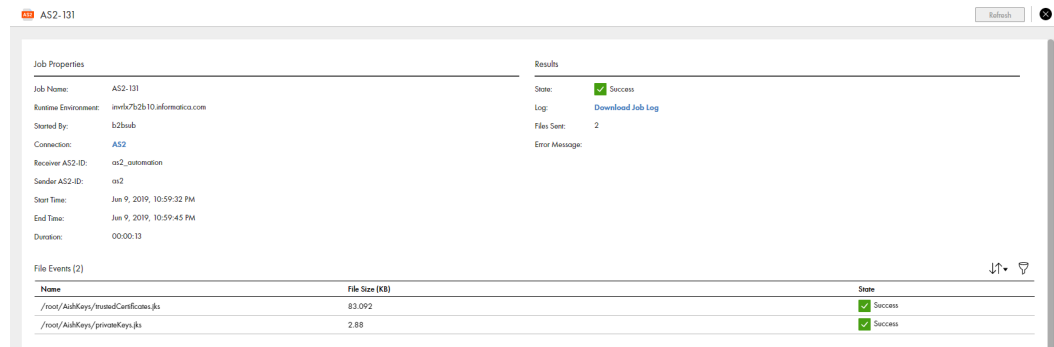 AS2 AS2-131 Refresh
Job Properties
Job Name: AS2-131
Runtime Environment: invrlx7b2b10.informatica.com
Started By: b2bsub
Connection: AS2
Receiver AS2-ID: as2_automation
Sender AS2-ID: as2
Start Time: Jun 9, 2019, 10:59:32 PM
End Time: Jun 9, 2019, 10:59:45 PM
Duration: 00:00:13
Results
State: Success
Log: Download Job Log
Files Sent: 2
Error Message:
File Events (2)
Name File Size (KB) State
/root/AishKeys/trustedCertificates.jks 83.092 Success
/root/AishKeys/privateKeys.jks 2.88 Success